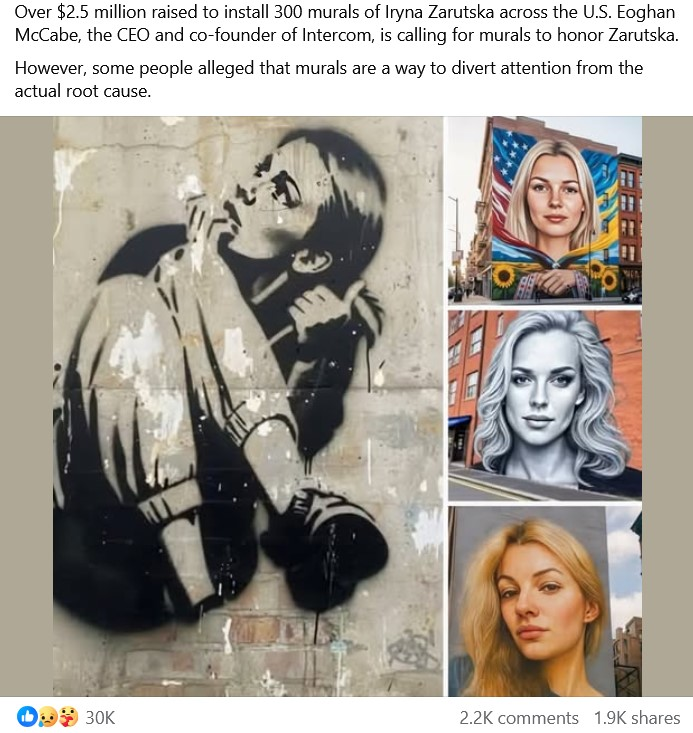 Over $2.5 million raised to install 300 murals of Iryna Zarutska across the U.S. Eoghan
McCabe, the CEO and co-founder of Intercom, is calling for murals to honor Zarutska.
However, some people alleged that murals are a way to divert attention from the
actual root cause.
30K
2.2K comments 1.9K shares